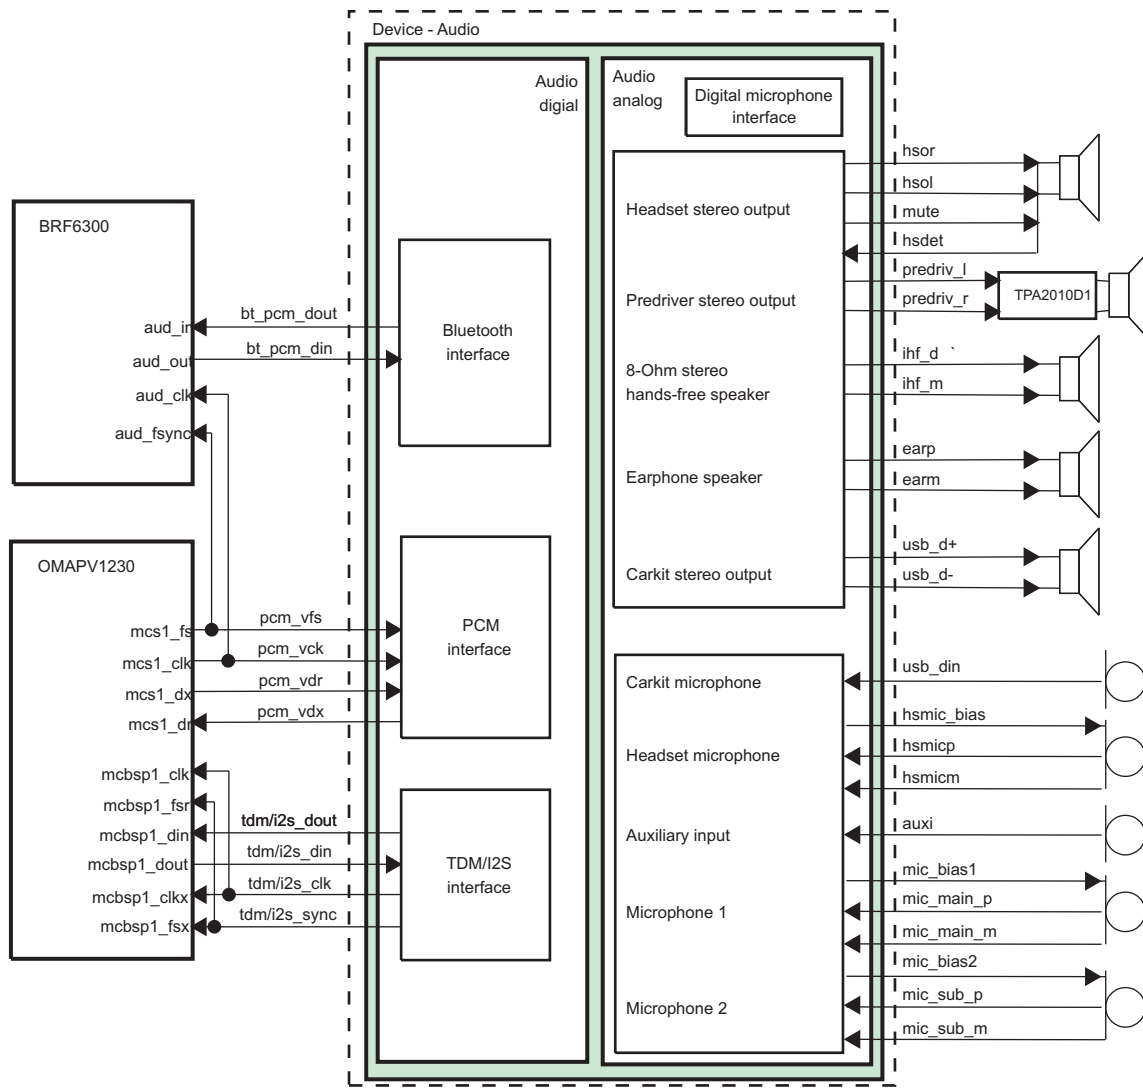 Device - Audio
Audio
digial
Audio
analog
Digital microphone
interface
BRF6300
aud_in
aud_out
aud_clk
aud_fsync
bt_pcm_dout
bt_pcm_din
Bluetooth
interface
OMAPV1230
mcs1_fs
mcs1_clk
mcs1_dx
mcs1_dr
mcbsp1_clk
mcbsp1_fsr
mcbsp1_din
mcbsp1_dout
mcbsp1_clkx
mcbsp1_fsx
pcm_vfs
pcm_vck
pcm_vdr
pcm_vdx
PCM
interface
tdm/i2s_dout
tdm/i2s_din
tdm/i2s_clk
tdm/i2s_sync
TDM/I2S
interface
Headset stereo output
Predriver stereo output
8-Ohm stereo
hands-free speaker
Earphone speaker
Carkit stereo output
hsor
hsol
mute
hsdet
predriv_l
predriv_r
TPA2010D1
ihf_d `
ihf_m
earp
earm
usb_d+
usb_d-
Carkit microphone
Headset microphone
Auxiliary input
Microphone 1
Microphone 2
usb_din
hsmic_bias
hsmicp
hsmicm
auxi
mic_bias1
mic_main_p
mic_main_m
mic_bias2
mic_sub_p
mic_sub_m